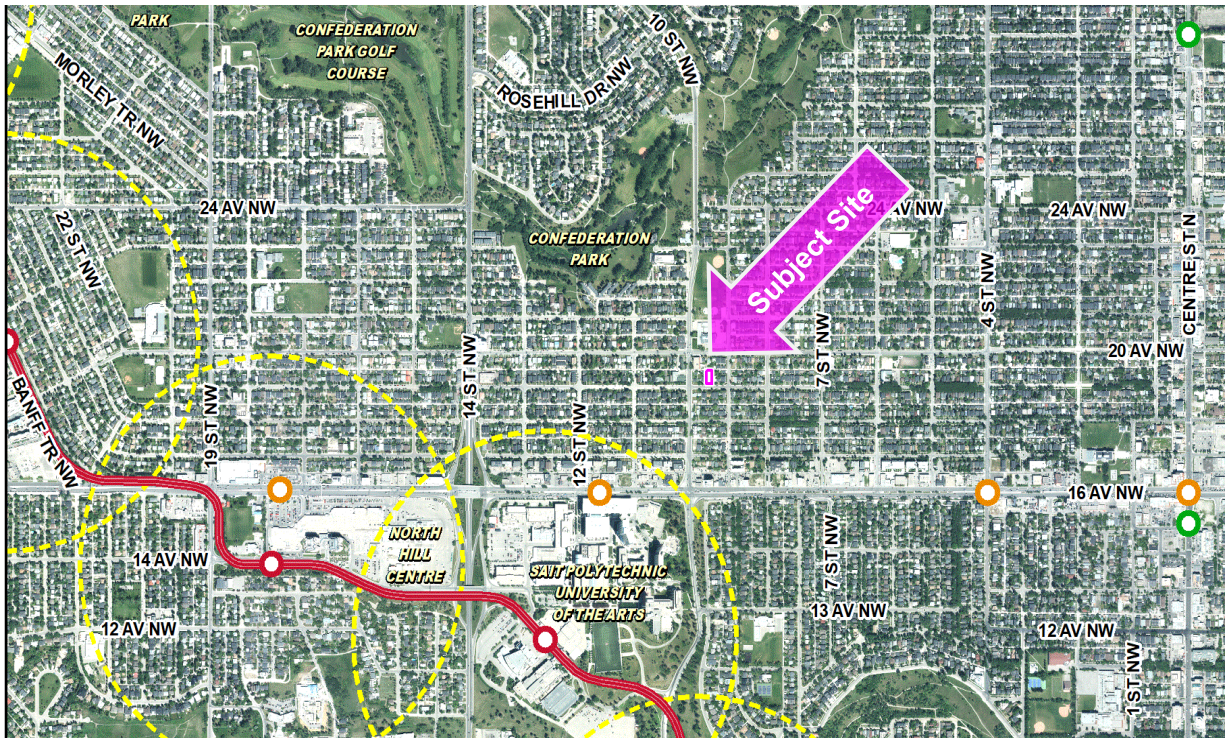 PARK
CONFEDERATION
PARK GOLF
COURSE
10 ST NW
MORLEY TR NW
ROSEHILL DR NW
24 AV NW
24 AV NW
24 AV NW
22 ST NW
CONFEDERATION
PARK
Subject Site
4 ST NW
CENTRE ST N
7 ST NW
20 AV NW
14 ST NW
BANFF TR NW
19 ST NW
12 ST NW
16 AV NW
NORTH
HILL
CENTRE
14 AV NW
SAIT POLYTECHNIC
UNIVERSITY
OF THE ARTS
7 ST NW
13 AV NW
12 AV NW
12 AV NW
1 ST NW